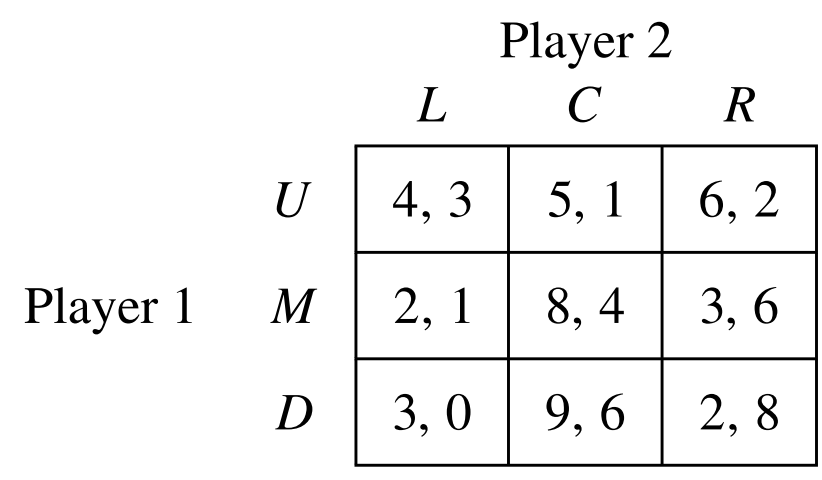 Player 2
L C R
U 4, 3 5, 1 6, 2
Player 1 M 2, 1 8, 4 3, 6
D 3, 0 9, 6 2, 8